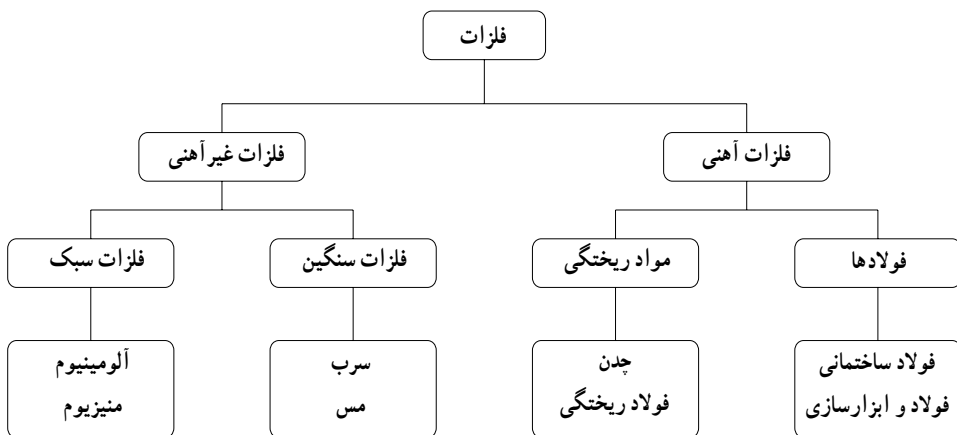 فلزات
فلزات آهنی
فلزات غیرآهنی
فولادها
مواد ریختگی
فلزات سنگین
فلزات سبک
فولاد ساختمانی
فولاد و ابزارسازی
چدن
فولاد ریختگی
سرب
مس
آلومینیوم
منیزیوم